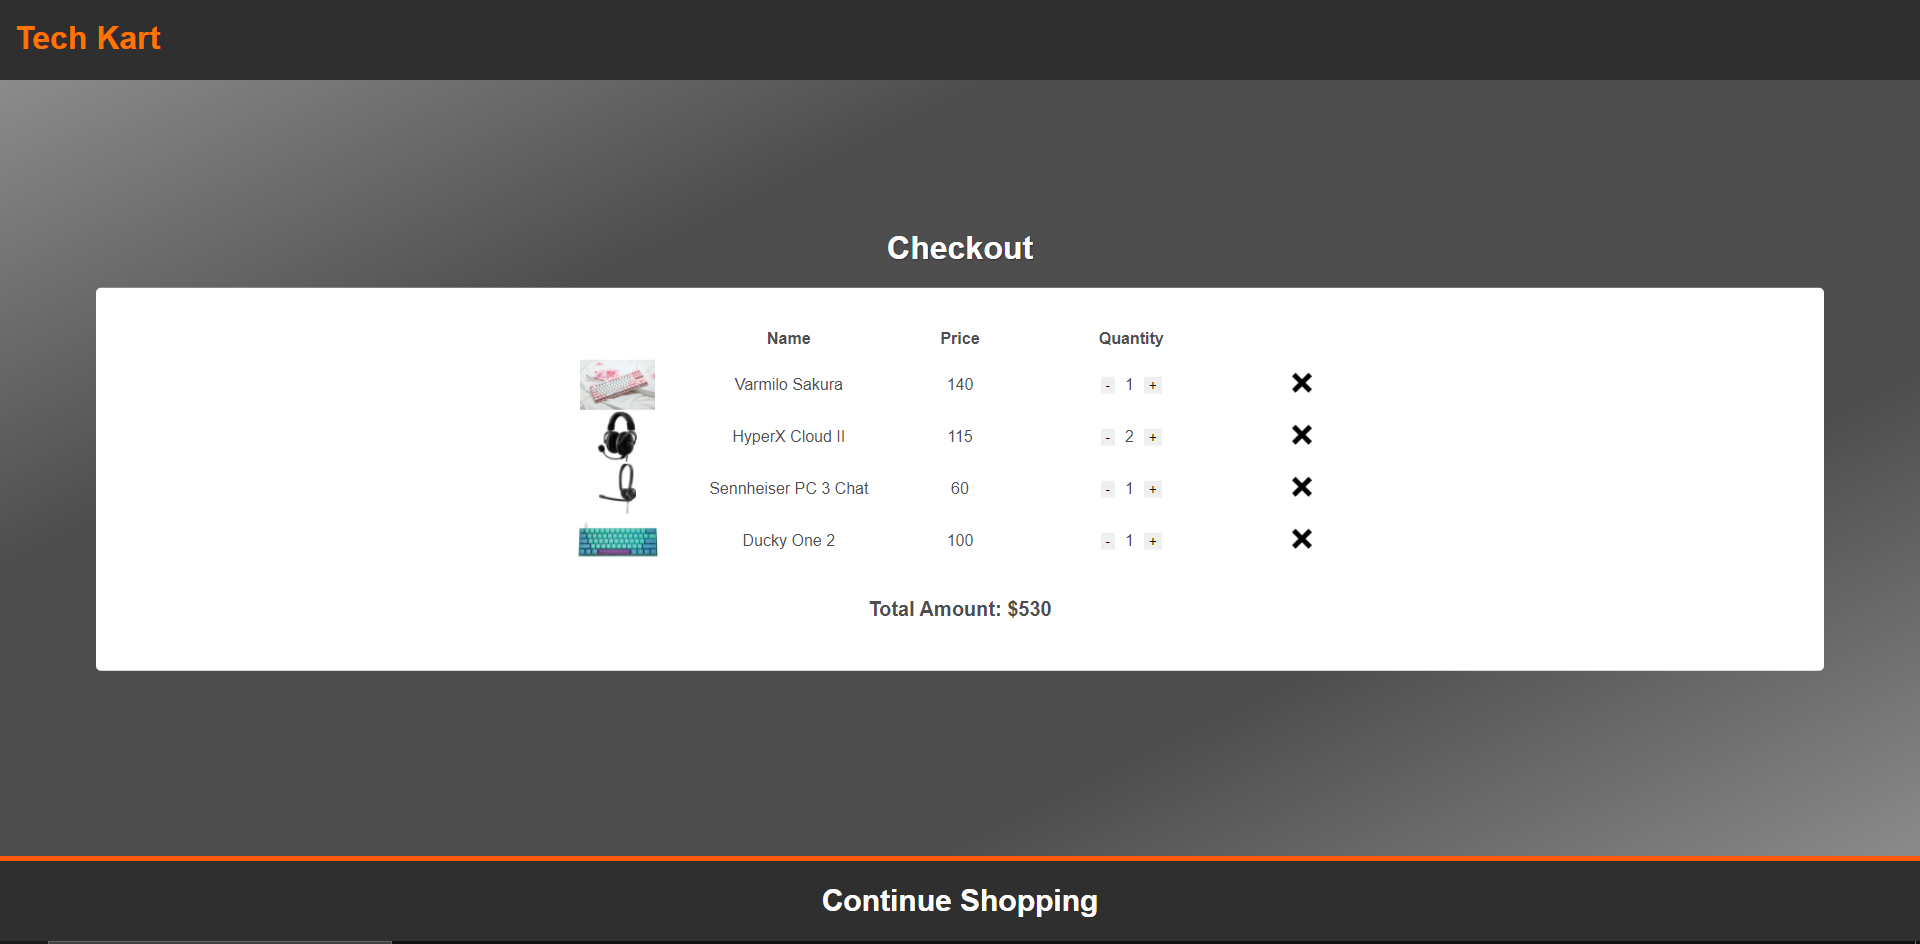 Tech Kart
Checkout
Name Price Quantity
Varmilo Sakura 140 - 1 +
HyperX Cloud II 115 - 2 +
Sennheiser PC 3 Chat 60 - 1 +
Ducky One 2 100 - 1 +
Total Amount: $530
Continue Shopping